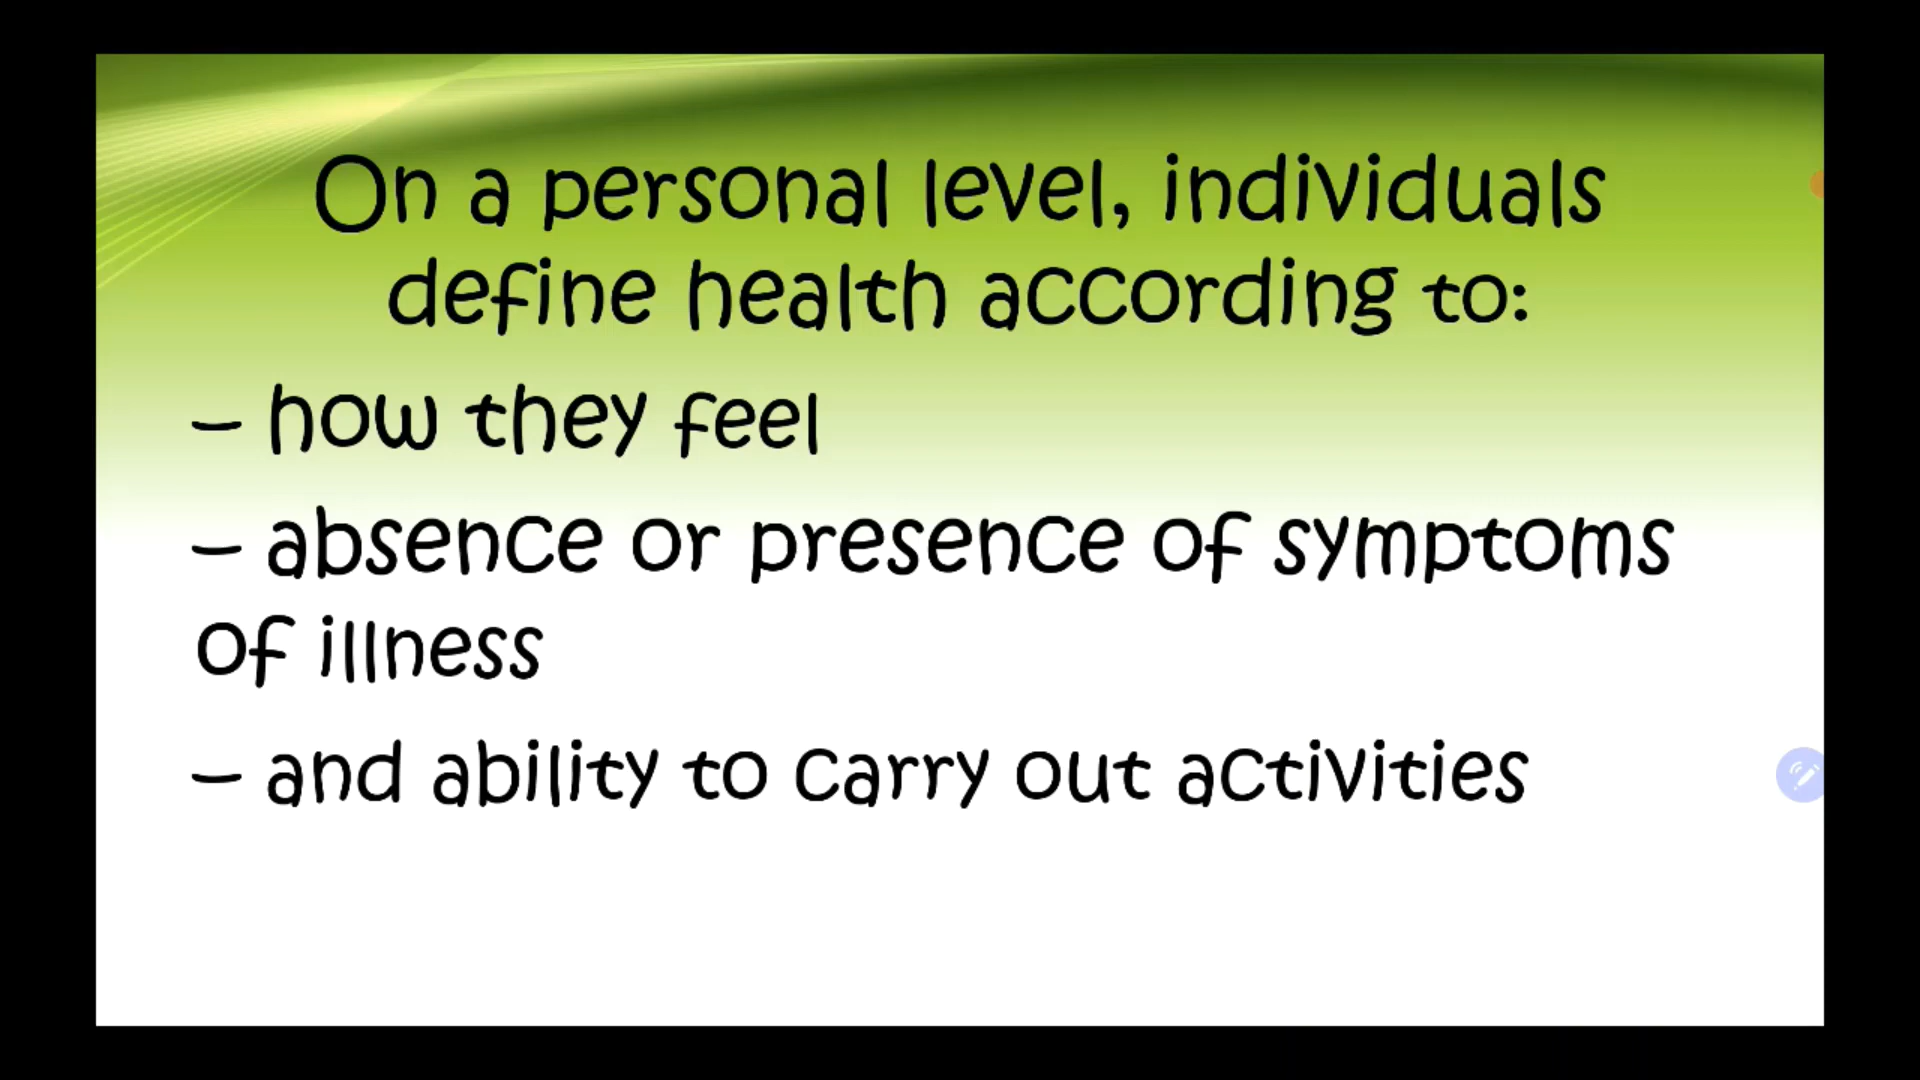 On a personal level, individuals
define health according to:
– how they feel
– absence or presence of symptoms
of illness
– and ability to carry out activities